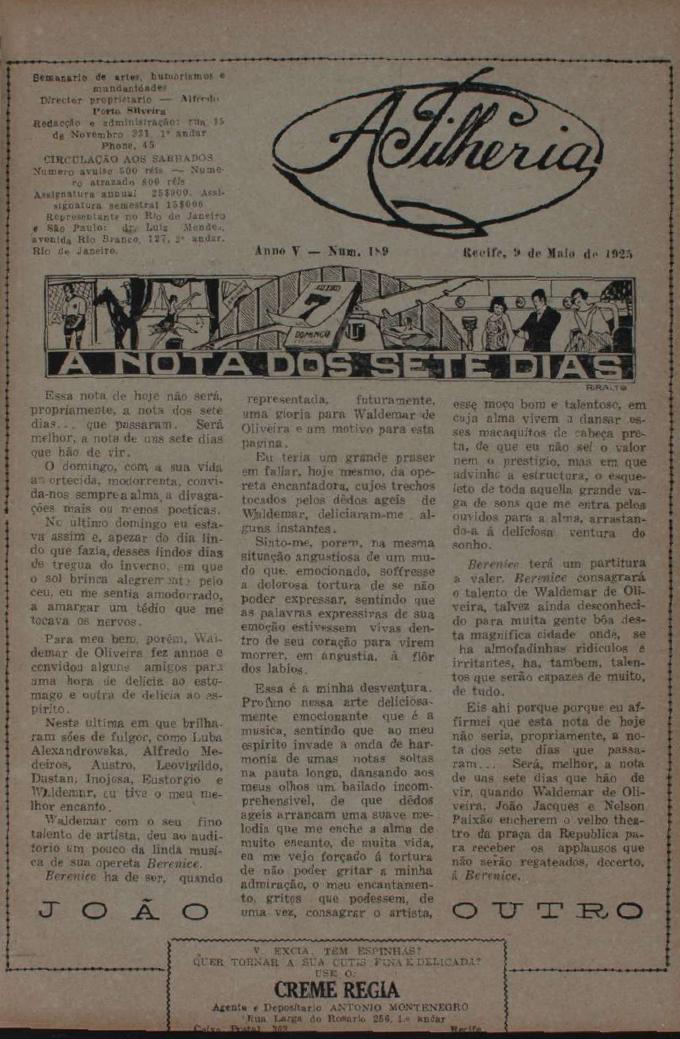 Semanario de artes, humorismos e
mundanidades
Director proprietario — Alfredo
Porto Silveira
Redacção e administração: rua 15
de Novembro 331, 1º andar
Phone, 45
CIRCULAÇÃO AOS SABBADOS
Numero avulso 500 réis — Nume-
ro atrazado 600 réis
Assignatura annual 25$000. Assi-
gnatura semestral 15$000
Representante no Rio de Janeiro
e São Paulo: dr. Luiz Mendes,
avenida Rio Branco, 127, 2º andar.
Rio de Janeiro.
A Pilheria
Anno V — Num. 189
Recife, 9 de Maio de 1925
7
DOMINGO
A NOTA DOS SETE DIAS
Essa nota de hoje não será,
propriamente, a nota dos sete
dias... que passaram. Será
melhor, a nota de uns sete dias
que hão de vir.
O domingo, com a sua vida
amortecida, modorrenta, convi-
da-nos sempre a alma a divaga-
ções mais ou menos poeticas.
No ultimo domingo eu esta-
va assim e, apezar do dia lin-
do que fazia, desses lindos dias
de tregua do inverno, em que
o sol brinca alegremente pelo
ceu, eu me sentia amodorrado,
a amargar um tédio que me
tocava os nervos.
Para meu bem, porém, Wal-
demar de Oliveira fez annos e
convidou alguns amigos para
uma hora de delicia ao esto-
mago e outra de delicia ao es-
pirito.
Nesta ultima em que brilha-
ram sões de fulgor, como Luba
Alexandrowska, Alfredo Me-
deiros, Austro, Leovigildo,
Dustan, Inojosa, Eustorgio e
Waldemar, eu tive o meu me-
lhor encanto.
Waldemar com o seu fino
talento de artista, deu ao audi-
torio um pouco da linda musi-
ca de sua opereta Berenice.
Berenice ha de ser, quando
representada, futuramente,
uma gloria para Waldemar de
Oliveira e um motivo para esta
pagina.
Eu teria um grande praser
em fallar, hoje mesmo, da ope-
reta encantadora, cujos trechos
tocados pelos dêdos ageis de
Waldemar, deliciaram-me al-
guns instantes.
Sinto-me, porem, na mesma
situação angustiosa de um mu-
do que, emocionado, soffresse
a dolorosa tortura de se não
poder expressar, sentindo que
as palavras expressivas de sua
emoção estivessem vivas den-
tro de seu coração para virem
morrer, em angustia, á flôr
dos labios.
Essa é a minha desventura.
Profano nessa arte deliciosa-
mente emocionante que é a
musica, sentindo que ao meu
espirito invade a onda de har-
monia de umas notas soltas
na pauta longa, dansando aos
meus olhos um bailado incom-
prehensivel, de que dêdos
ageis arrancam uma suave me-
lodia que me enche a alma de
muito encanto, de muita vida,
eu me vejo forçado á tortura
de não poder gritar a minha
admiração, o meu encantamen-
to, gritos que podessem, de
uma vez, consagrar o artista,
esse moço bom e talentoso, em
cuja alma vivem a dansar es-
ses macaquitos de cabeça pre-
ta, de que eu não sei o valor
nem o prestigio, mas em que
advinho a estructura, o esque-
leto de toda aquella grande va-
ga de sons que me entra pelos
ouvidos para a alma, arrastan-
do-a á deliciosa ventura do
sonho.
Berenice terá um partitura
a valer. Berenice consagrará
o talento de Waldemar de Oli-
veira, talvez ainda desconheci-
do para muita gente bôa des-
ta magnifica cidade onde, se
ha almofadinhas ridiculos e
irritantes, ha, tambem, talen-
tos que serão capazes de muito,
de tudo.
Eis ahi porque porque eu af-
firmei que esta nota de hoje
não seria, propriamente, a no-
ta dos sete dias que passa-
ram... Será, melhor, a nota
de uns sete dias que hão de
vir, quando Waldemar de Oli-
veira, João Jacques e Nelson
Paixão encherem o velho thea-
tro da praça da Republica pa-
ra receber os applausos que
não serão regateados, decerto,
á Berenice.
JOÃO OUTRO
V. EXCIA. TEM ESPINHAS?
QUER TORNAR A SUA CUTIS FINA E DELICADA?
USE O:
CREME REGIA
Agente e Depositario ANTONIO MONTENEGRO
Rua Larga do Rosario 256, 1.º andar
Caixa Postal 362 Recife.